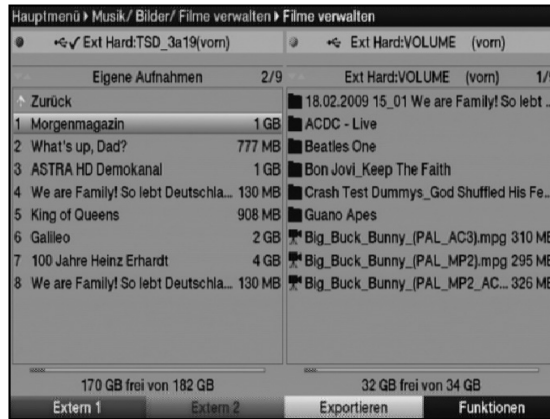 Hauptmenü Musik/ Bilder/ Filme verwalten Filme verwalten
Ext Hard:TSD_3a19(vorn)
Ext Hard:VOLUME (vorn)
Eigene Aufnahmen 2/9
Ext Hard:VOLUME (vorn) 1/9
Zurück
1 Morgenmagazin 1 GB
2 What's up, Dad? 777 MB
3 ASTRA HD Demokanal 1 GB
4 We are Family! So lebt Deutschla... 130 MB
5 King of Queens 908 MB
6 Galileo 2 GB
7 100 Jahre Heinz Erhardt 4 GB
8 We are Family! So lebt Deutschla... 130 MB
18.02.2009 15_01 We are Family! So lebt ...
ACDC - Live
Beatles One
Bon Jovi_Keep The Faith
Crash Test Dummys_God Shuffled His Fe...
Guano Apes
Big_Buck_Bunny_(PAL_AC3).mpg 310 MB
Big_Buck_Bunny_(PAL_MP2).mpg 295 MB
Big_Buck_Bunny_(PAL_MP2_AC... 326 MB
170 GB frei von 182 GB
32 GB frei von 34 GB
Extern 1
Extern 2
Exportieren
Funktionen